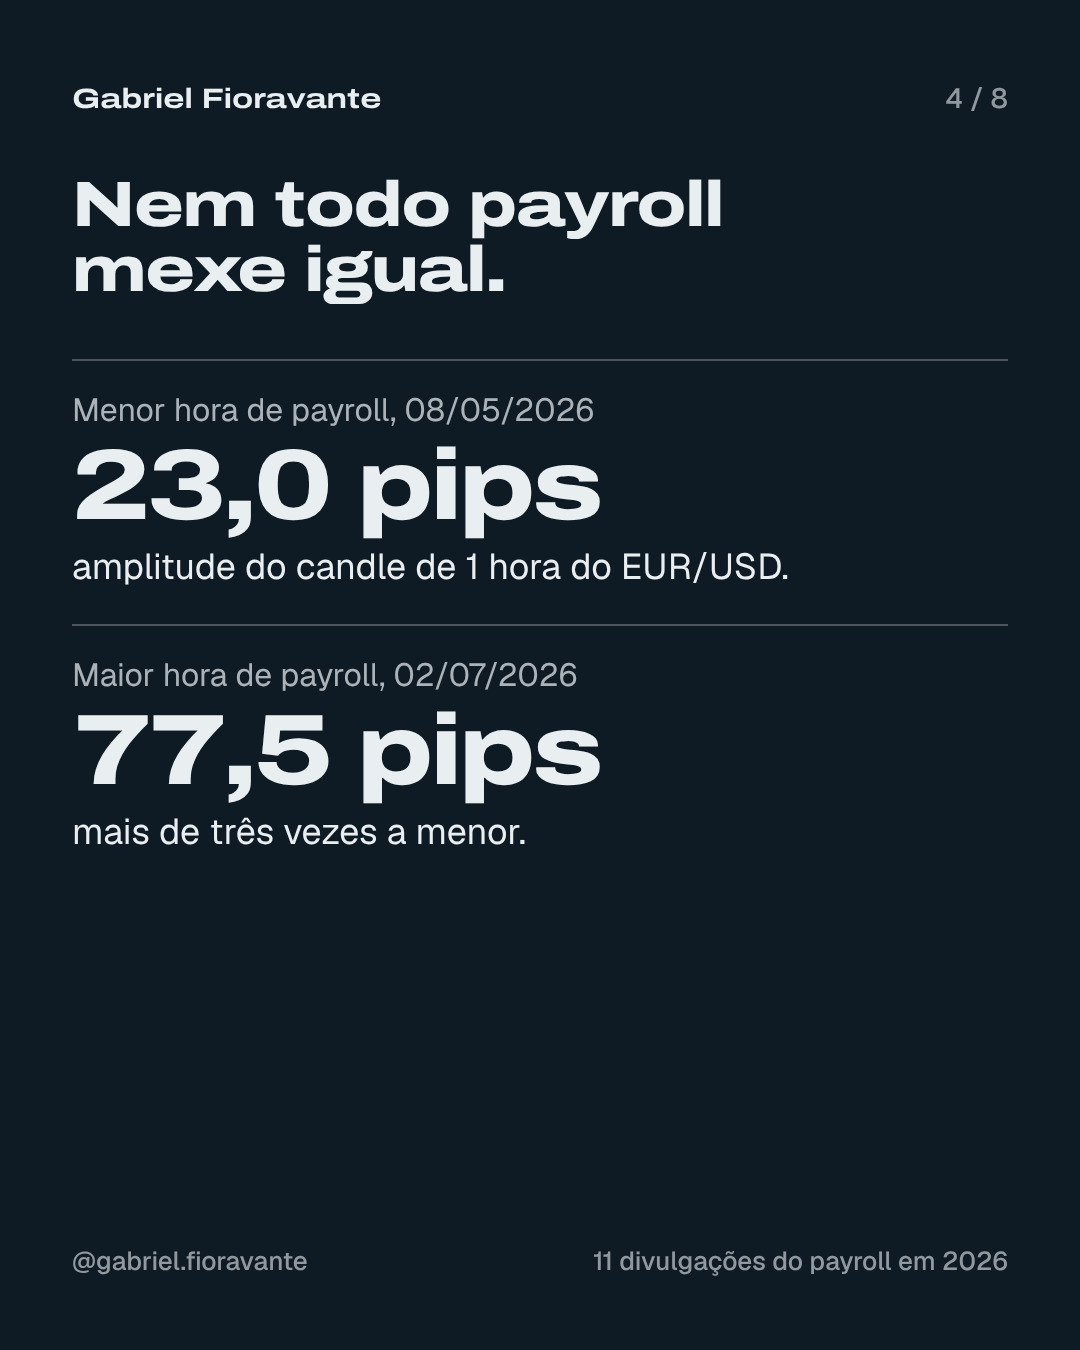 Gabriel Fioravante
4 / 8
Nem todo payroll
mexe igual.
Menor hora de payroll, 08/05/2026
23,0 pips
amplitude do candle de 1 hora do EUR/USD.
Maior hora de payroll, 02/07/2026
77,5 pips
mais de três vezes a menor.
@gabriel.fioravante
11 divulgações do payroll em 2026